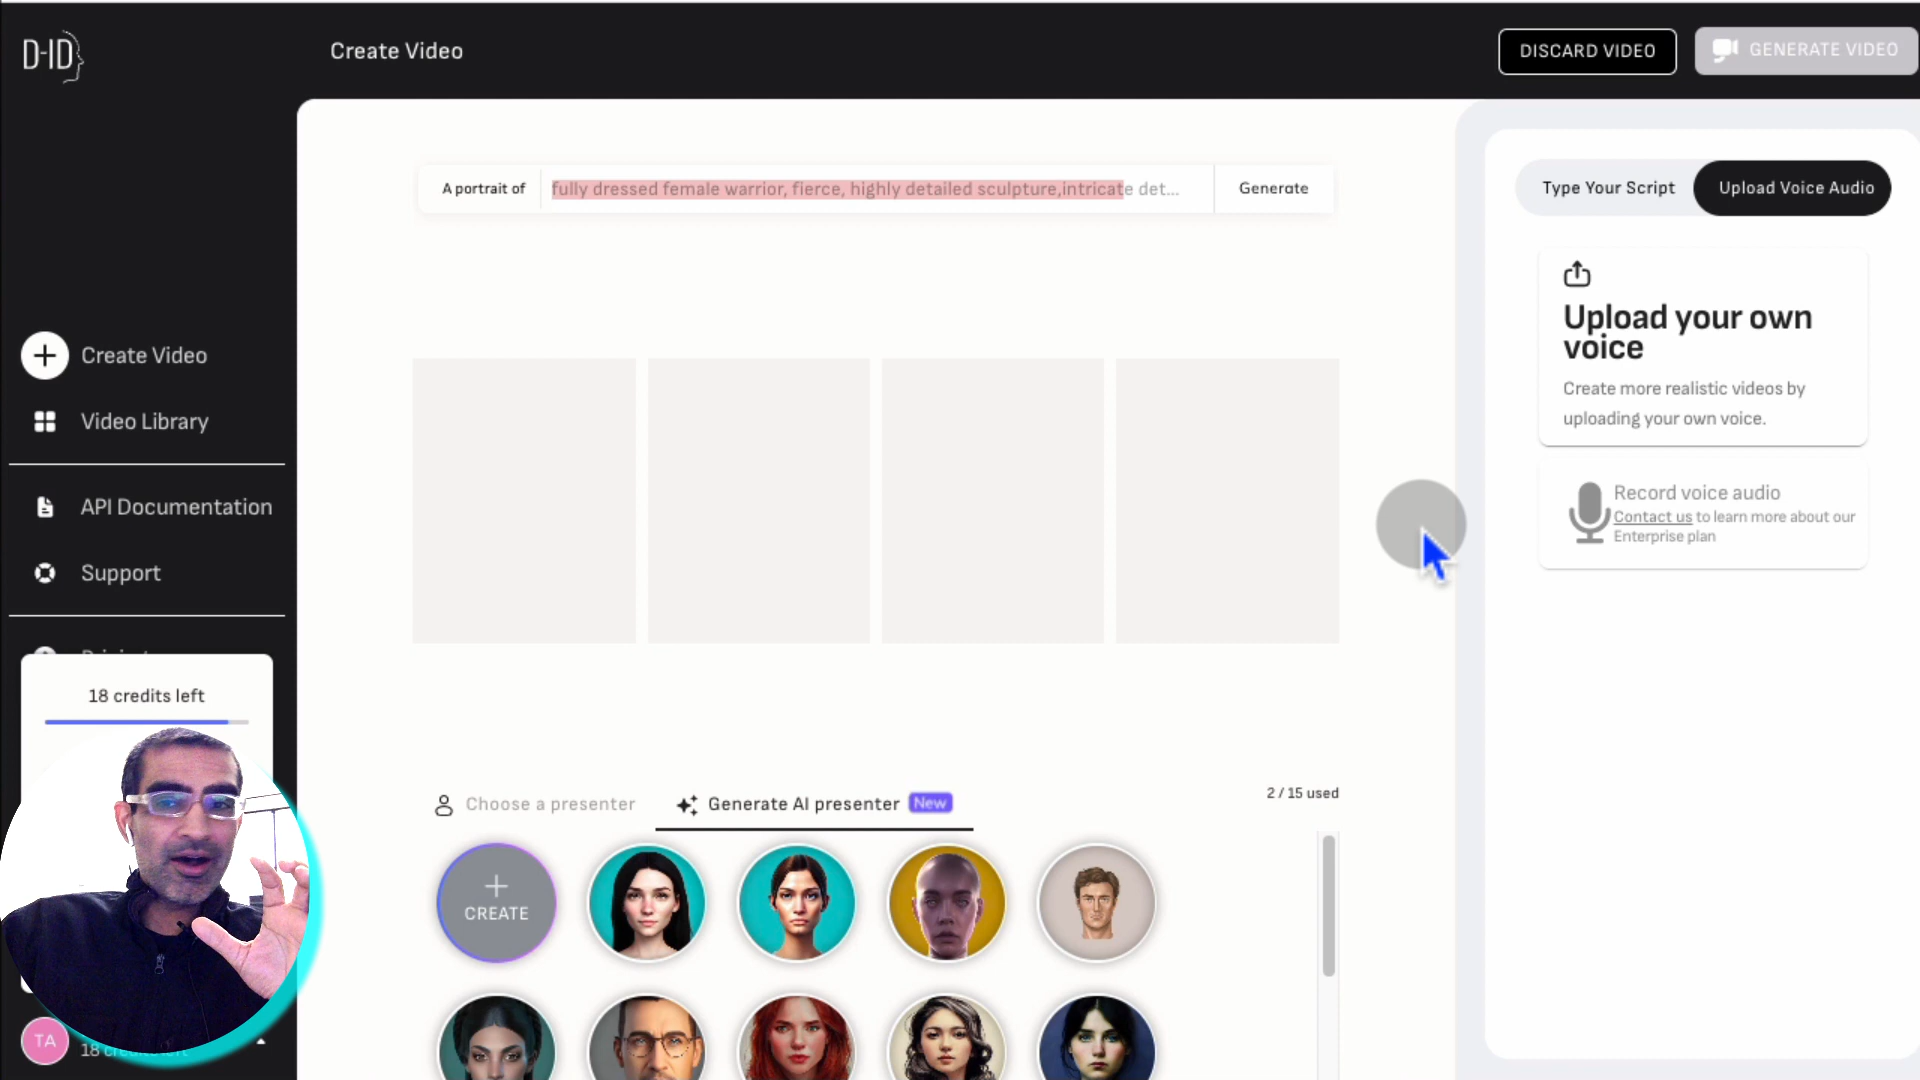 D-ID
Create Video
DISCARD VIDEO
GENERATE VIDEO
A portrait of
fully dressed female warrior, fierce, highly detailed sculpture,intricate det...
Generate
Type Your Script
Upload Voice Audio
Upload your own
voice
Create more realistic videos by
uploading your own voice.
Record voice audio
Contact us to learn more about our
Enterprise plan
Create Video
Video Library
API Documentation
Support
18 credits left
Choose a presenter
Generate AI presenter
New
2 / 15 used
CREATE
TA
18 credits left